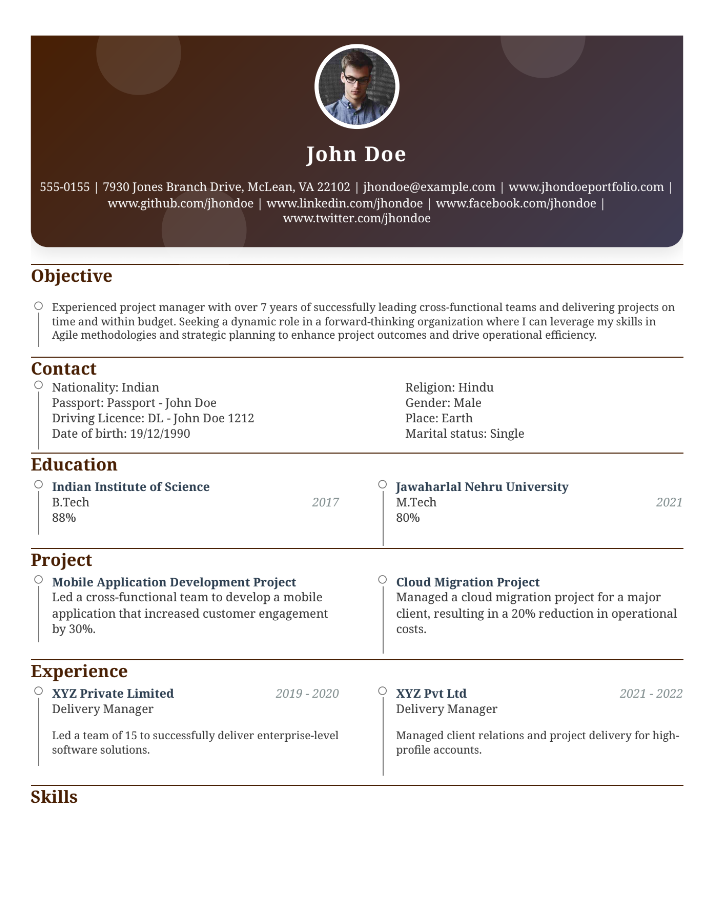 John Doe
555-0155 | 7930 Jones Branch Drive, McLean, VA 22102 | jhondoe@example.com | www.jhondoeportfolio.com |
www.github.com/jhondoe | www.linkedin.com/jhondoe | www.facebook.com/jhondoe |
www.twitter.com/jhondoe
Objective
Experienced project manager with over 7 years of successfully leading cross-functional teams and delivering projects on
time and within budget. Seeking a dynamic role in a forward-thinking organization where I can leverage my skills in
Agile methodologies and strategic planning to enhance project outcomes and drive operational efficiency.
Contact
Nationality: Indian
Passport: Passport - John Doe
Driving Licence: DL - John Doe 1212
Date of birth: 19/12/1990
Religion: Hindu
Gender: Male
Place: Earth
Marital status: Single
Education
Indian Institute of Science
B.Tech 2017
88%
Jawaharlal Nehru University
M.Tech 2021
80%
Project
Mobile Application Development Project
Led a cross-functional team to develop a mobile
application that increased customer engagement
by 30%.
Cloud Migration Project
Managed a cloud migration project for a major
client, resulting in a 20% reduction in operational
costs.
Experience
XYZ Private Limited 2019 - 2020
Delivery Manager
Led a team of 15 to successfully deliver enterprise-level
software solutions.
XYZ Pvt Ltd 2021 - 2022
Delivery Manager
Managed client relations and project delivery for high-
profile accounts.
Skills